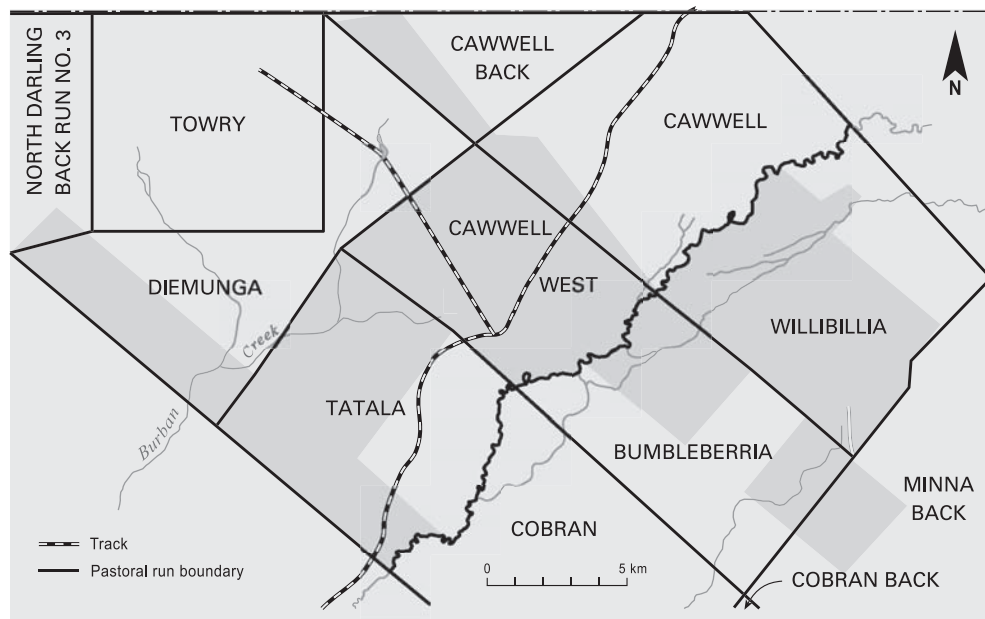 NORTH DARLING
BACK RUN NO. 3
TOWRY
CAWWELL
BACK
CAWWELL
N
CAWWELL
WEST
DIEMUNGA
WILLIBILLIA
Creek
TATALA
Burban
BUMBLEBERRIA
MINNA
BACK
COBRAN
Track
Pastoral run boundary
0 5 km
COBRAN BACK